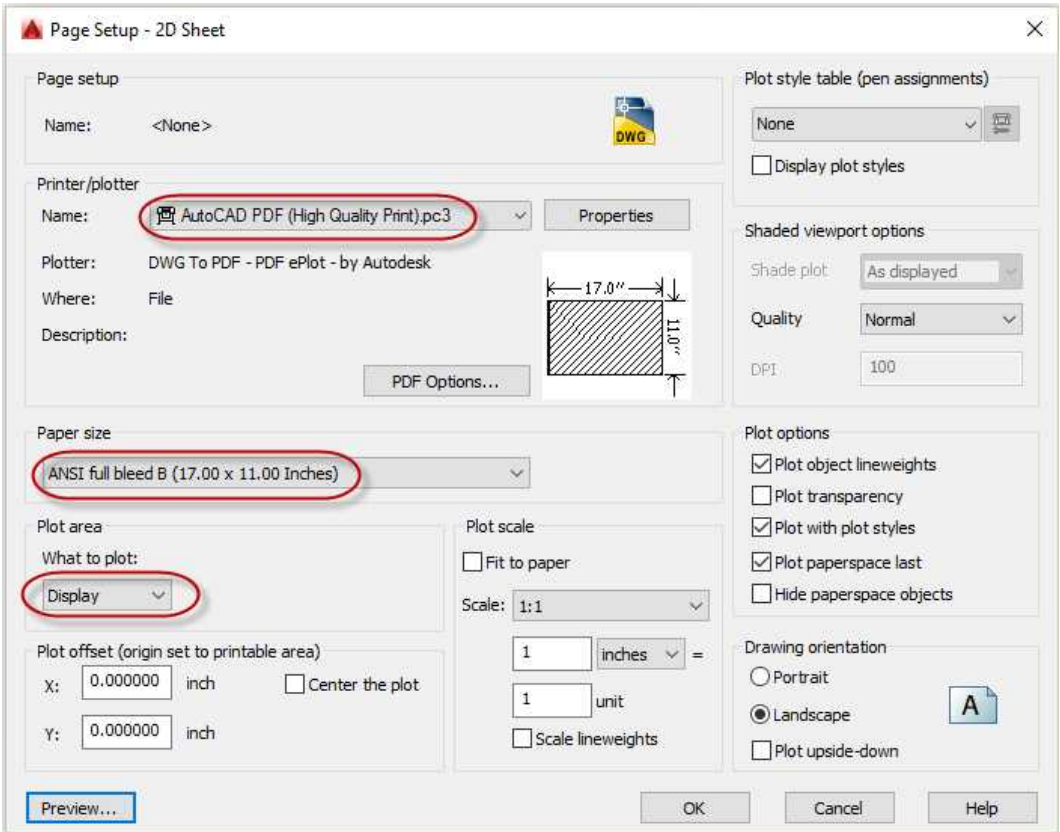 Page Setup - 2D Sheet
Page setup
Name: <None>
DWG
Printer/plotter
Name: AutoCAD PDF (High Quality Print).pc3 Properties
Plotter: DWG To PDF - PDF ePlot - by Autodesk
Where: File
Description:
17.0″
11.0″
PDF Options...
Paper size
ANSI full bleed B (17.00 x 11.00 Inches)
Plot area
What to plot:
Display
Plot offset (origin set to printable area)
X: 0.000000 inch Center the plot
Y: 0.000000 inch
Plot scale
Fit to paper
Scale: 1:1
1 inches =
1 unit
Scale lineweights
Plot style table (pen assignments)
None
Display plot styles
Shaded viewport options
Shade plot As displayed
Quality Normal
DPI 100
Plot options
Plot object lineweights
Plot transparency
Plot with plot styles
Plot paperspace last
Hide paperspace objects
Drawing orientation
Portrait
Landscape
A
Plot upside-down
Preview... OK Cancel Help